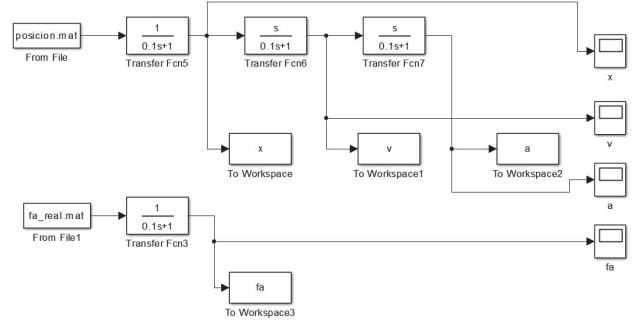 posicion.mat
From File
1
0.1s+1
Transfer Fcn5
s
0.1s+1
Transfer Fcn6
s
0.1s+1
Transfer Fcn7
x
v
x
To Workspace
v
To Workspace1
a
To Workspace2
a
fa_real.mat
From File1
1
0.1s+1
Transfer Fcn3
fa
fa
To Workspace3